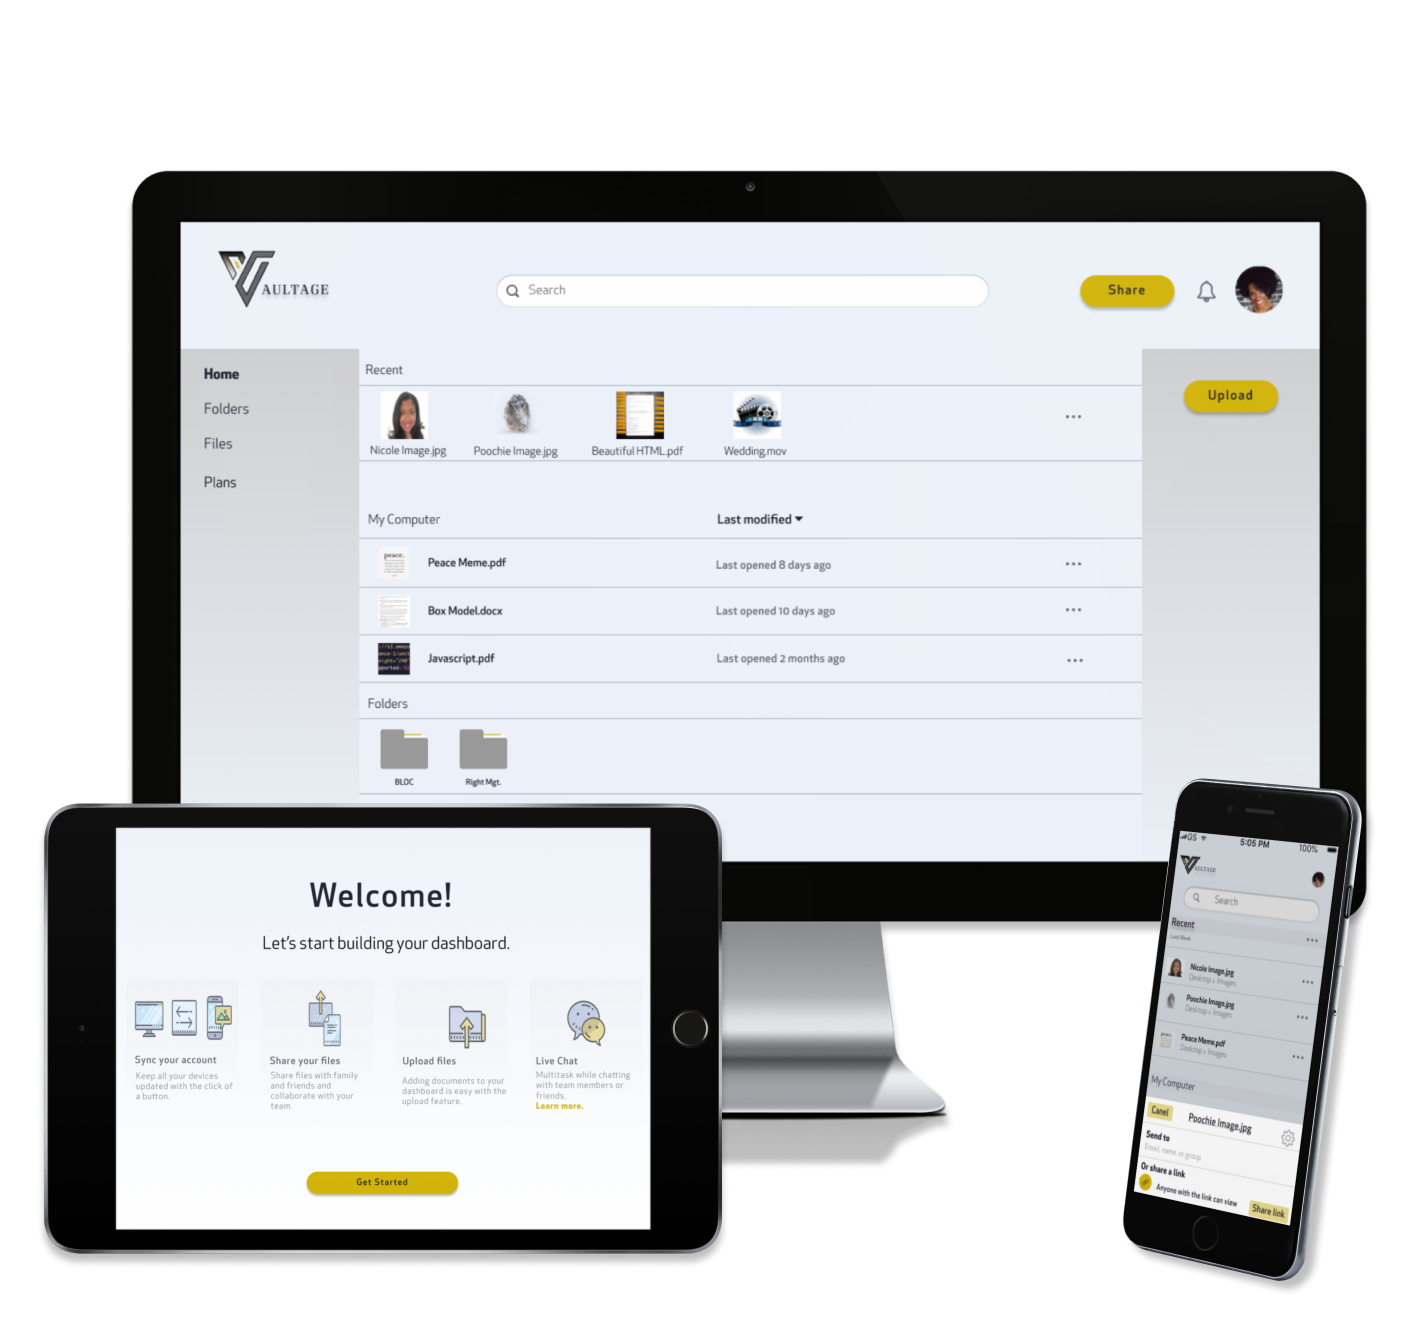 VAULTAGE
Search
Share
Home
Folders
Files
Plans
Upload
Recent
Nicole Image.jpg
Poochie Image.jpg
Beautiful HTML.pdf
Wedding.mov
My Computer
Last modified
peace.
Peace Meme.pdf
Last opened 8 days ago
Box Model.docx
Last opened 10 days ago
Javascript.pdf
Last opened 2 months ago
Folders
BLOC
Right Mgt.
Welcome!
Let's start building your dashboard.
Sync your account
Keep all your devices
updated with the click of
a button.
Share your files
Share files with family
and friends and
collaborate with your
team.
Upload files
Adding documents to your
dashboard is easy with the
upload feature.
Live Chat
Multitask while chatting
with team members or
friends.
Learn more.
Get Started
GS
5:05 PM
100%
VAULTAGE
Search
Recent
Last Week
Nicole Image.jpg
Desktop > Images
Poochie Image.jpg
Desktop > Images
Peace Meme.pdf
Desktop > Images
My Computer
Canel
Poochie Image.jpg
Send to
Email, name, or group
Or share a link
Anyone with the link can view
Share link